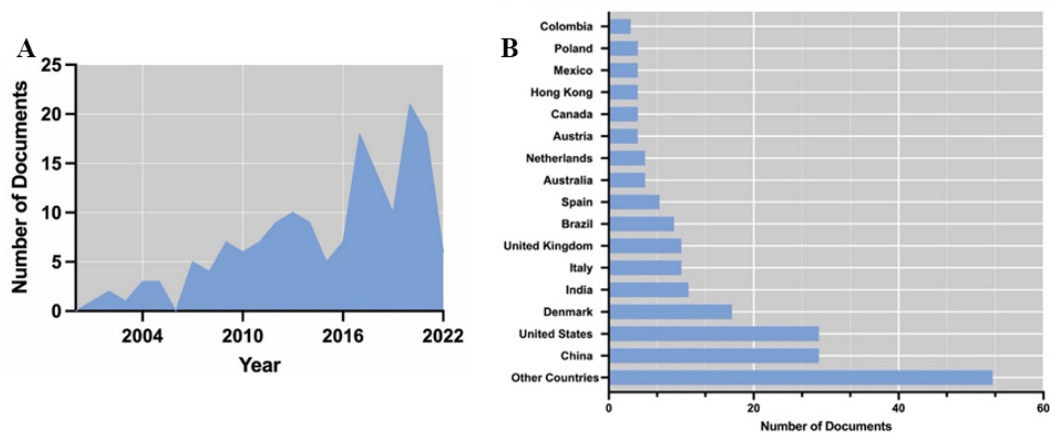 A
Number of Documents
25
20
15
10
5
0
2004 2010 2016 2022
Year
B
Colombia
Poland
Mexico
Hong Kong
Canada
Austria
Netherlands
Australia
Spain
Brazil
United Kingdom
Italy
India
Denmark
United States
China
Other Countries
0 20 40 60
Number of Documents